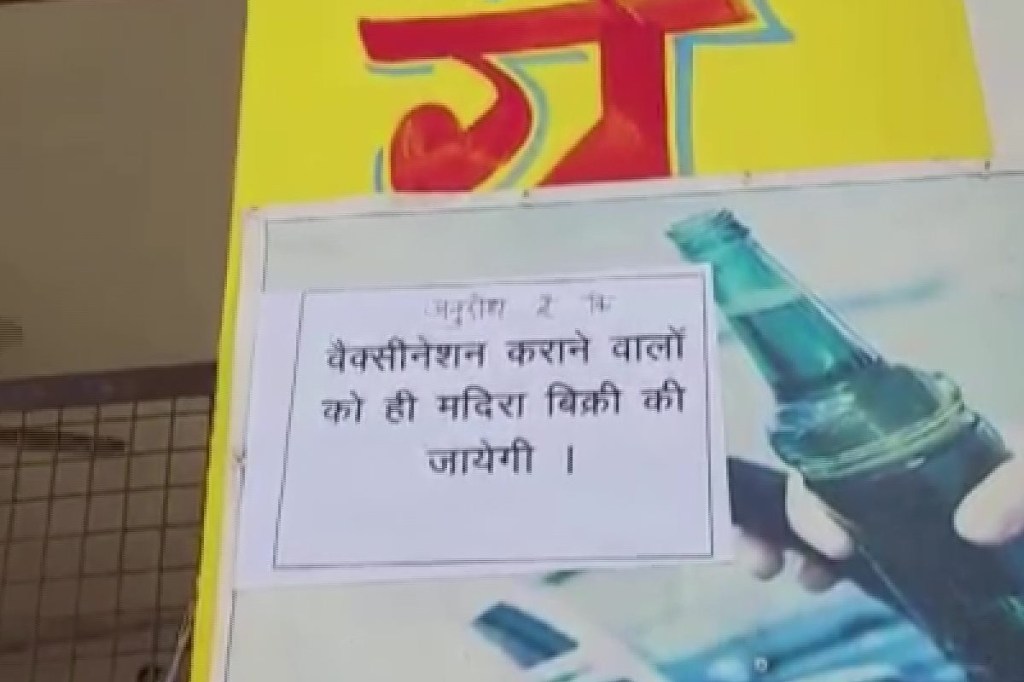 अनुरोध है कि
वैक्सीनेशन कराने वालों
को ही मदिरा बिक्री की
जायेगी ।